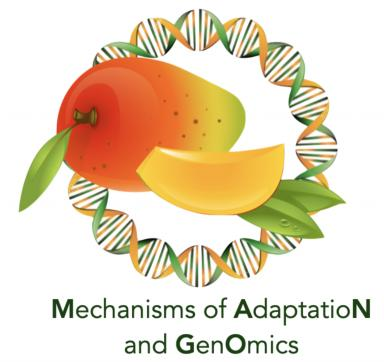 Mechanisms of AdaptatioN
and GenOmics